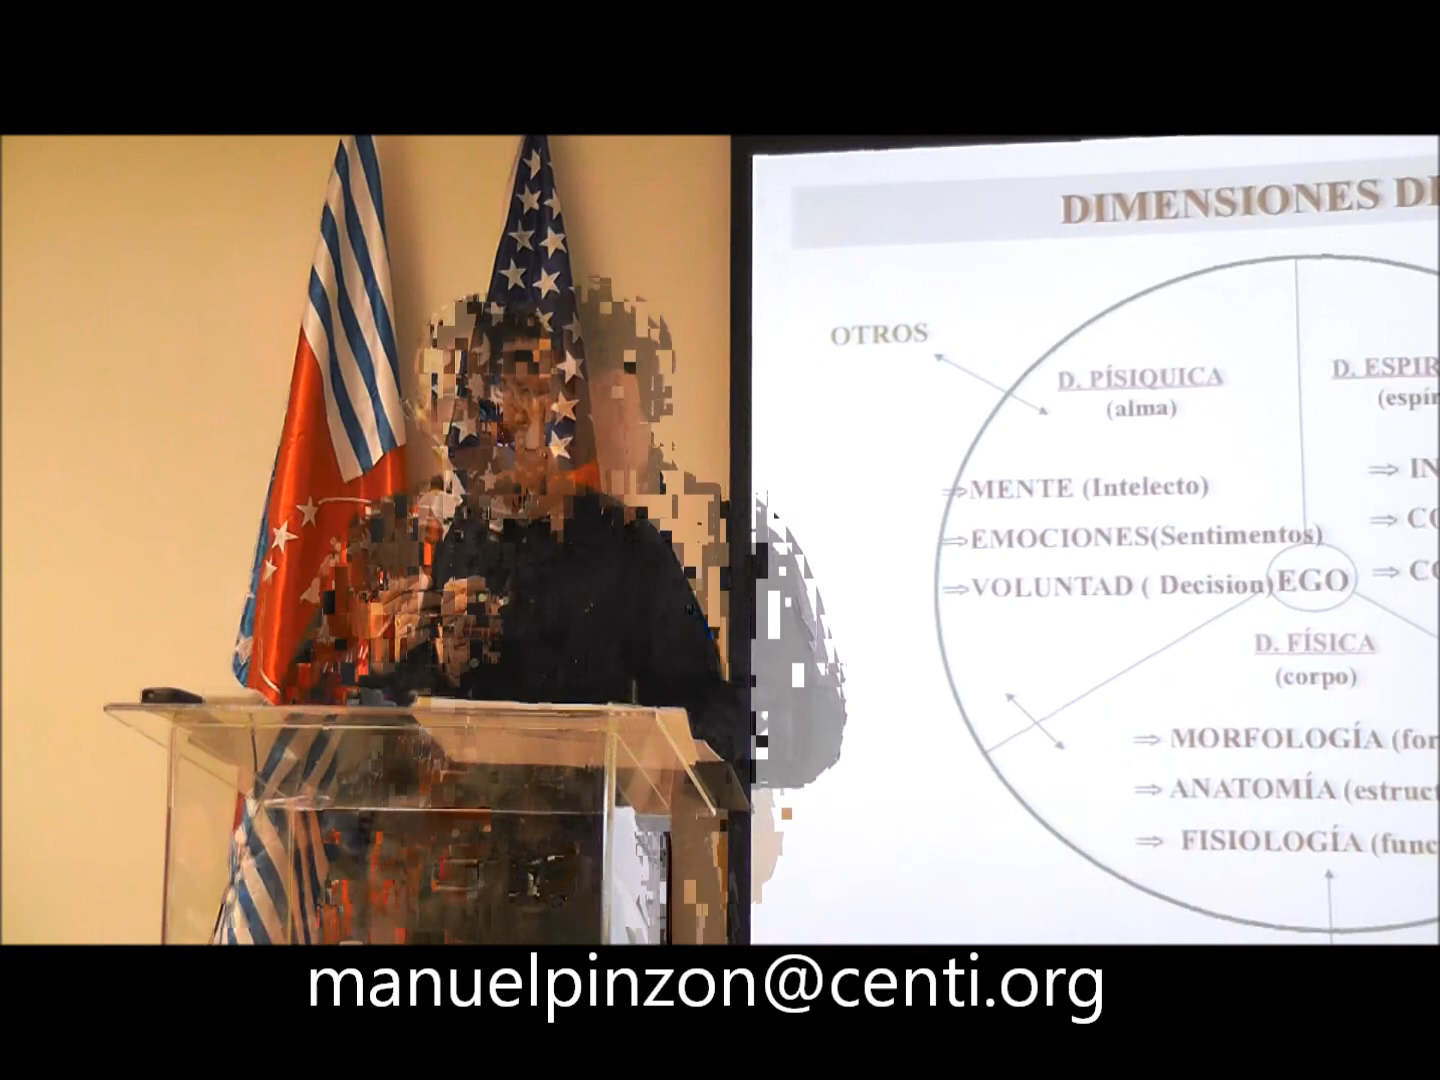 DIMENSIONES
OTROS
D. PÍSIQUICA
(alma)
⇒MENTE (Intelecto)
⇒EMOCIONES(Sentimentos)
⇒VOLUNTAD ( Decision)
D.
⇒
⇒
⇒
EGO
D. FÍSICA
(corpo)
⇒ MORFOLOGÍA
⇒ ANATOMÍA
⇒ FISIOLOGÍA
manuelpinzon@centi.org